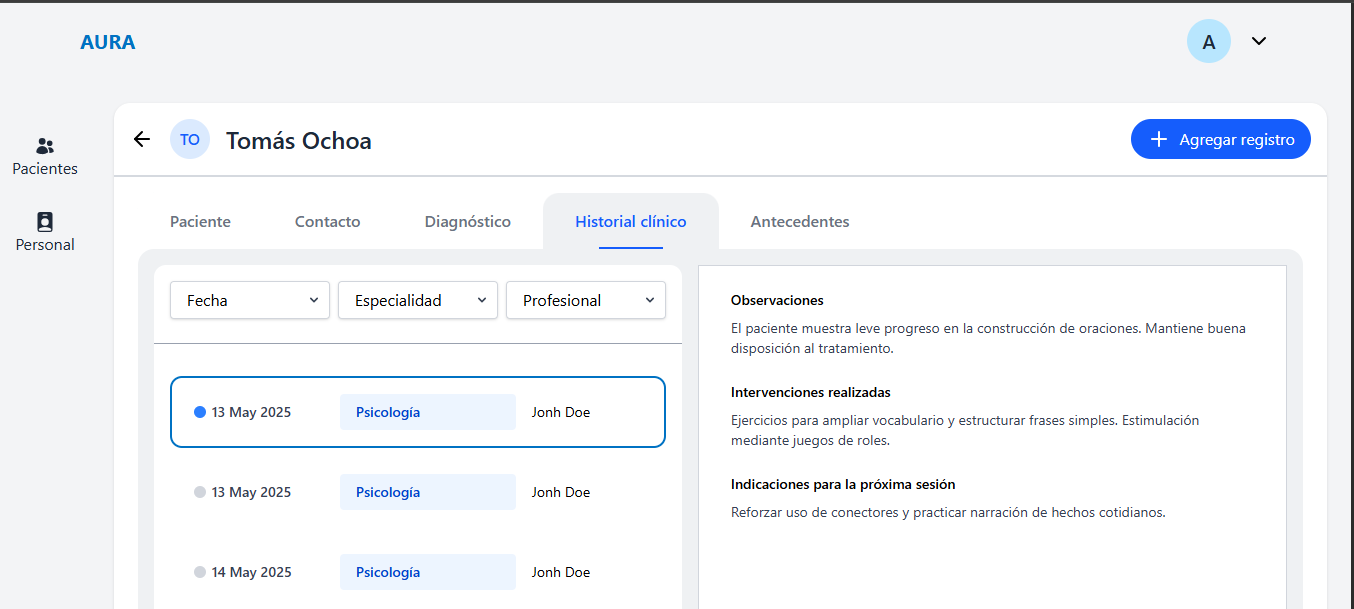 AURA
A
Pacientes
Personal
TO
Tomás Ochoa
Agregar registro
Paciente
Contacto
Diagnóstico
Historial clínico
Antecedentes
Fecha
Especialidad
Profesional
13 May 2025
Psicología
Jonh Doe
13 May 2025
Psicología
Jonh Doe
14 May 2025
Psicología
Jonh Doe
Observaciones
El paciente muestra leve progreso en la construcción de oraciones. Mantiene buena
disposición al tratamiento.
Intervenciones realizadas
Ejercicios para ampliar vocabulario y estructurar frases simples. Estimulación
mediante juegos de roles.
Indicaciones para la próxima sesión
Reforzar uso de conectores y practicar narración de hechos cotidianos.